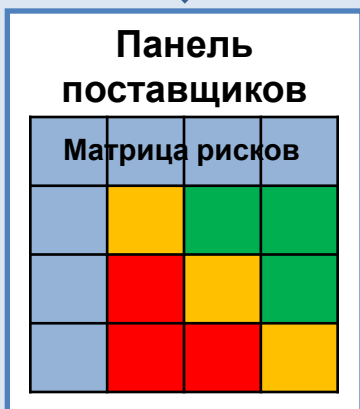 Панель
поставщиков
Матрица рисков